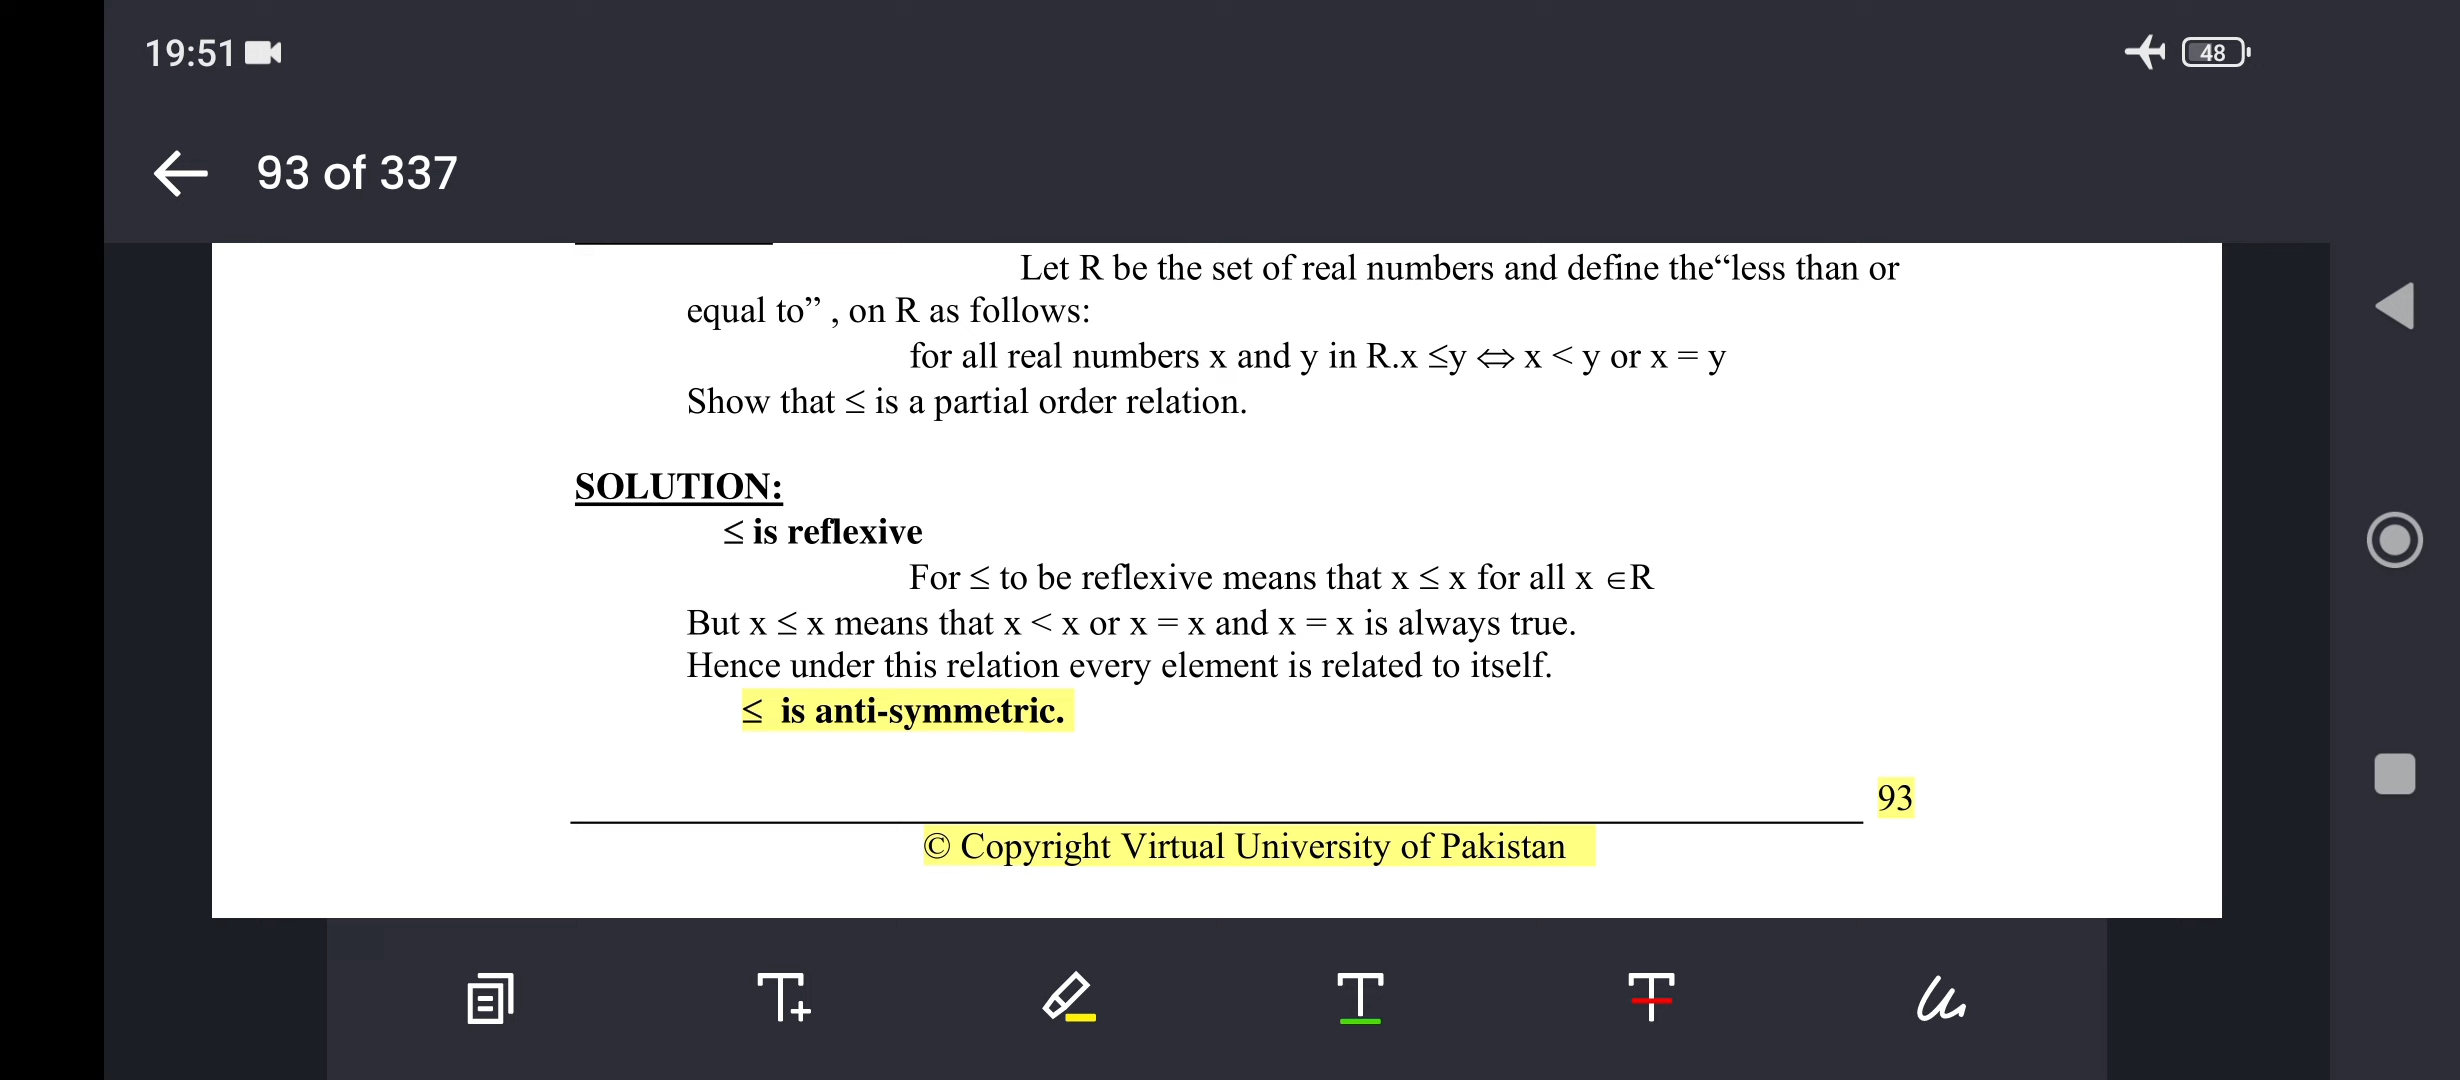 19:51
48
93 of 337
Let R be the set of real numbers and define the“less than or
equal to” , on R as follows:
for all real numbers x and y in R.x ≤y ⇔ x < y or x = y
Show that ≤ is a partial order relation.
SOLUTION:
≤ is reflexive
For ≤ to be reflexive means that x ≤ x for all x ∈R
But x ≤ x means that x < x or x = x and x = x is always true.
Hence under this relation every element is related to itself.
≤ is anti-symmetric.
93
© Copyright Virtual University of Pakistan